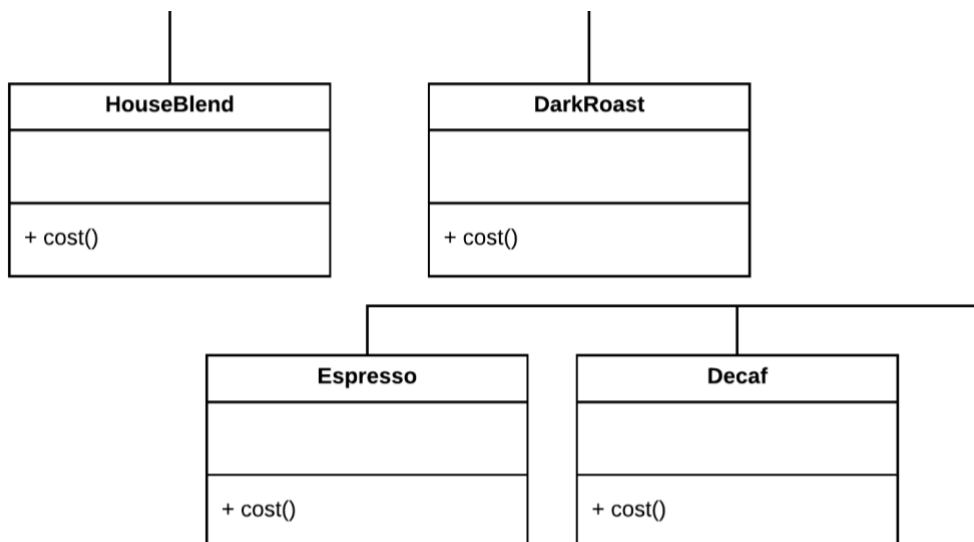 HouseBlend
+ cost()
DarkRoast
+ cost()
Espresso
+ cost()
Decaf
+ cost()